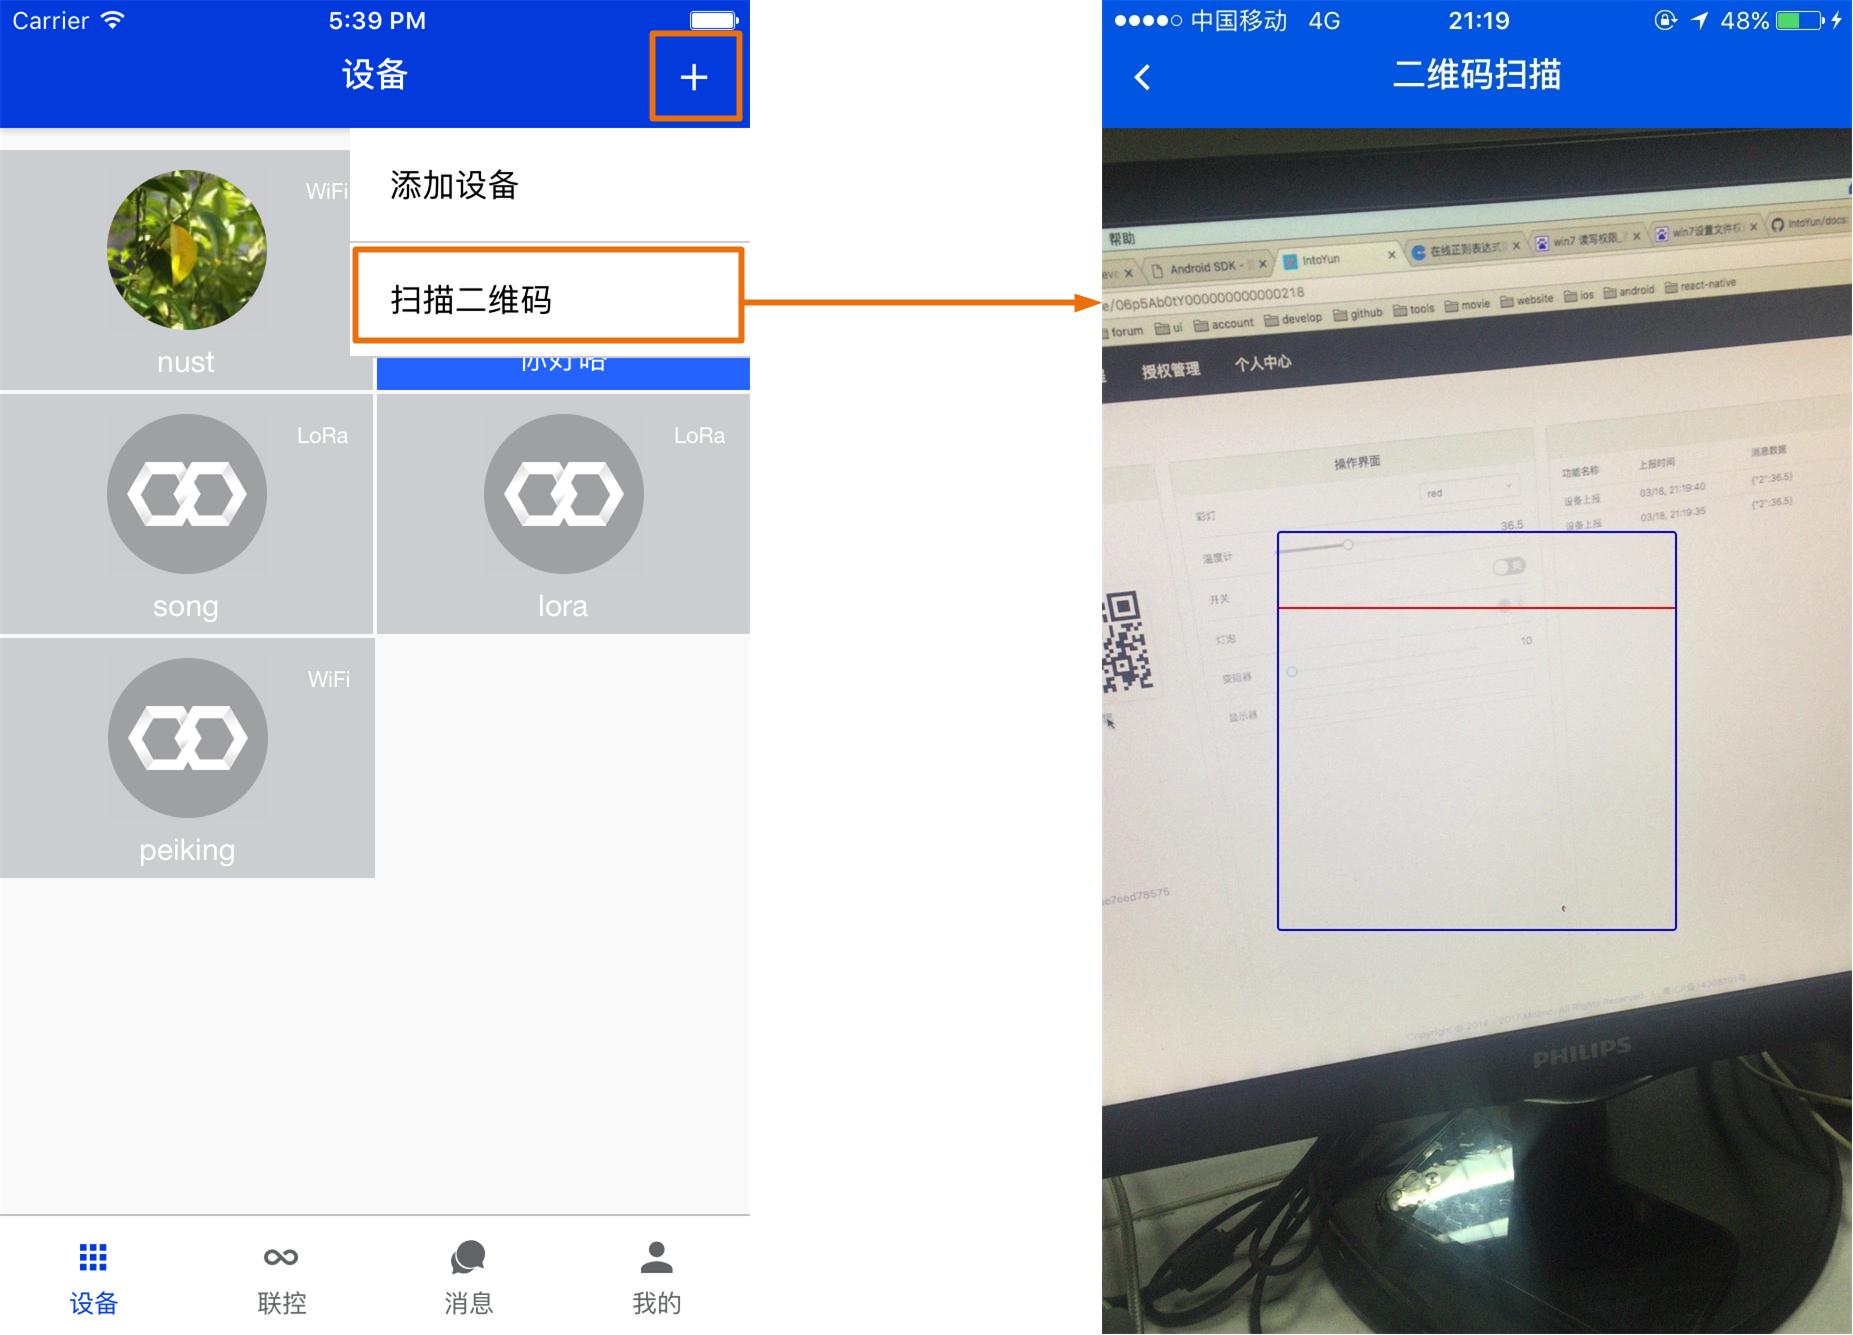 Carrier
5:39 PM
设备
添加设备
扫描二维码
WiFi
nust
LoRa
song
LoRa
lora
WiFi
peiking
设备
联控
消息
我的
中国移动 4G
21:19
48%
二维码扫描
帮助
Android SDK -
IntoYun
在线正则表达式
win7 读写权限
win7设置文件权
IntoYun/docs:
e/06p5Ab0tY000000000000218
forum
ui
account
develop
github
tools
movie
website
ios
android
react-native
授权管理
个人中心
操作界面
彩灯
red
温度计
36.5
开关
灯泡
变阻器
10
显示器
功能名称
上报时间
消息数据
设备上报
03/18, 21:19:40
{"2":36.5}
设备上报
03/18, 21:19:35
{"2":36.5}
e7eed78575
PHILIPS